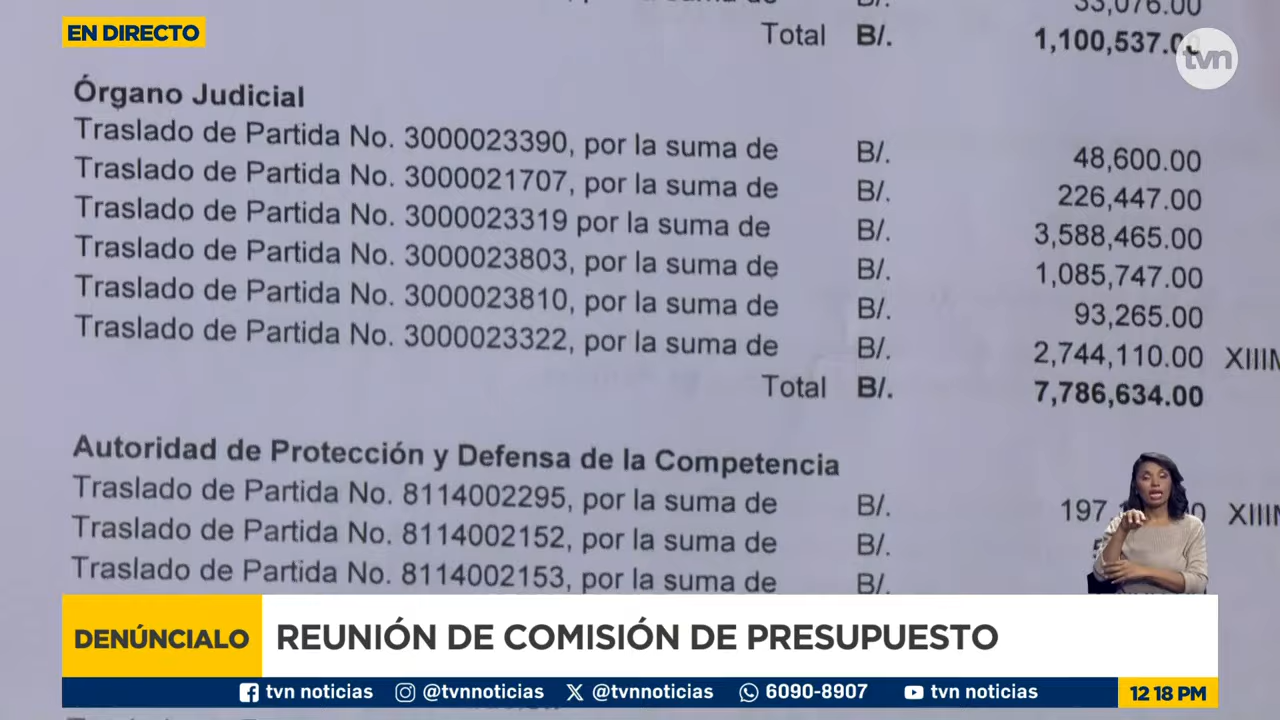 EN DIRECTO
B/. 33,076.00
Total B/. 1,100,537.0
tvn
Órgano Judicial
Traslado de Partida No. 3000023390, por la suma de B/. 48,600.00
Traslado de Partida No. 3000021707, por la suma de B/. 226,447.00
Traslado de Partida No. 3000023319 por la suma de B/. 3,588,465.00
Traslado de Partida No. 3000023803, por la suma de B/. 1,085,747.00
Traslado de Partida No. 3000023810, por la suma de B/. 93,265.00
Traslado de Partida No. 3000023322, por la suma de B/. 2,744,110.00 XIIIM
Total B/. 7,786,634.00
Autoridad de Protección y Defensa de la Competencia
Traslado de Partida No. 8114002295, por la suma de B/. 197 0 XIIIM
Traslado de Partida No. 8114002152, por la suma de B/.
Traslado de Partida No. 8114002153, por la suma de B/.
DENÚNCIALO REUNIÓN DE COMISIÓN DE PRESUPUESTO
tvn noticias @tvnnoticias @tvnnoticias 6090-8907 tvn noticias 12:18 PM